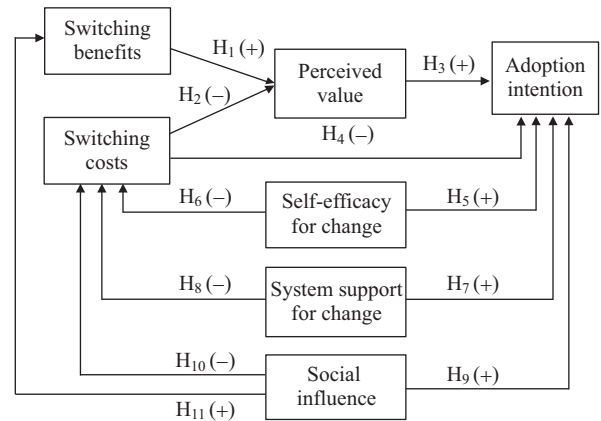 Switching
benefits
H₁ (+)
H₂ (–)
Perceived
value
H₃ (+)
Adoption
intention
Switching
costs
H₄ (–)
H₆ (–)
Self-efficacy
for change
H₅ (+)
H₈ (–)
System support
for change
H₇ (+)
H₁₀ (–)
Social
influence
H₉ (+)
H₁₁ (+)